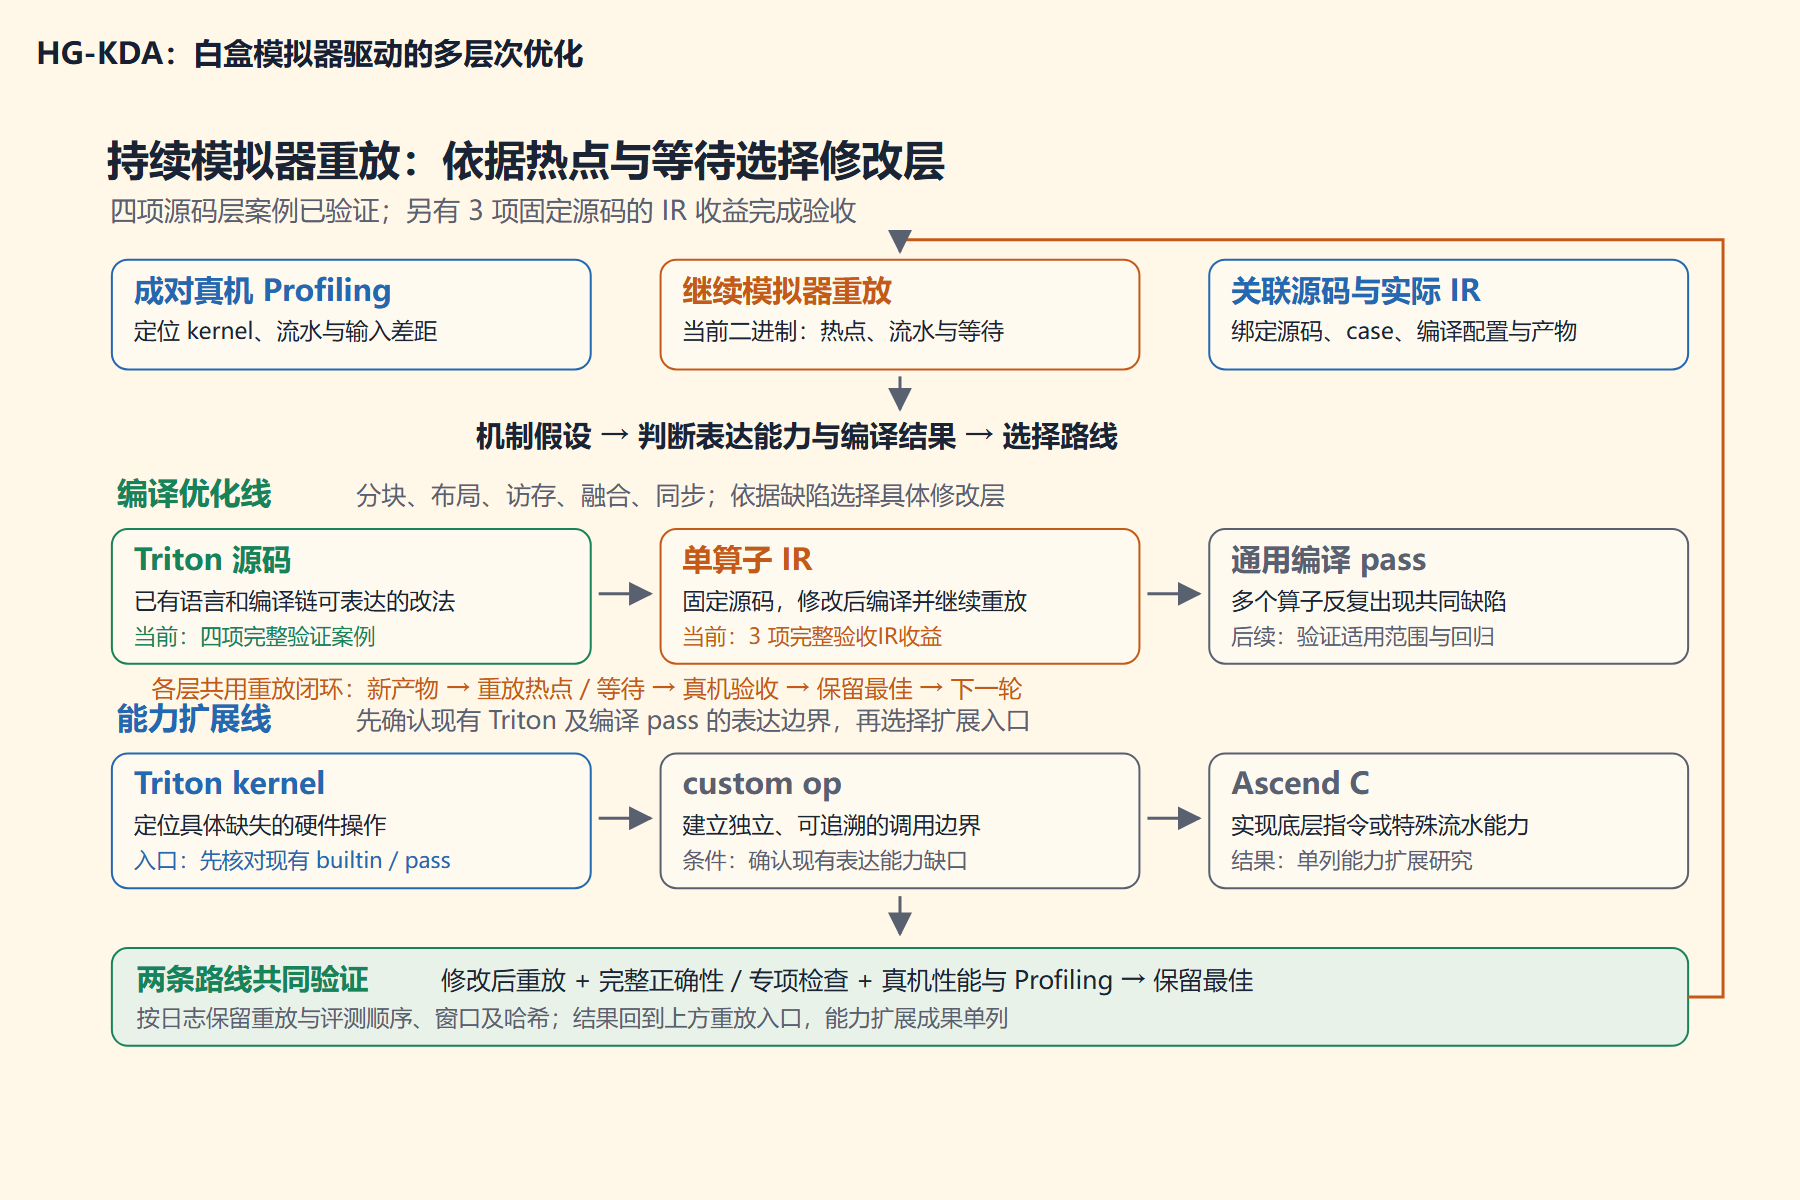 HG-KDA：白盒模拟器驱动的多层次优化
持续模拟器重放：依据热点与等待选择修改层
四项源码层案例已验证；另有 3 项固定源码的 IR 收益完成验收
成对真机 Profiling
定位 kernel、流水与输入差距
继续模拟器重放
当前二进制：热点、流水与等待
关联源码与实际 IR
绑定源码、case、编译配置与产物
机制假设 → 判断表达能力与编译结果 → 选择路线
编译优化线
分块、布局、访存、融合、同步；依据缺陷选择具体修改层
Triton 源码
已有语言和编译链可表达的改法
当前：四项完整验证案例
单算子 IR
固定源码，修改后编译并继续重放
当前：3 项完整验收IR收益
通用编译 pass
多个算子反复出现共同缺陷
后续：验证适用范围与回归
各层共用重放闭环：新产物 → 重放热点 / 等待 → 真机验收 → 保留最佳 → 下一轮
能力扩展线
先确认现有 Triton 及编译 pass 的表达边界，再选择扩展入口
Triton kernel
定位具体缺失的硬件操作
入口：先核对现有 builtin / pass
custom op
建立独立、可追溯的调用边界
条件：确认现有表达能力缺口
Ascend C
实现底层指令或特殊流水能力
结果：单列能力扩展研究
两条路线共同验证
修改后重放 + 完整正确性 / 专项检查 + 真机性能与 Profiling → 保留最佳
按日志保留重放与评测顺序、窗口及哈希；结果回到上方重放入口，能力扩展成果单列